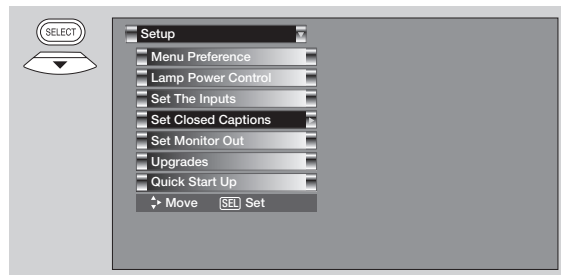 SELECT
Setup
Menu Preference
Lamp Power Control
Set The Inputs
Set Closed Captions
Set Monitor Out
Upgrades
Quick Start Up
Move SEL Set